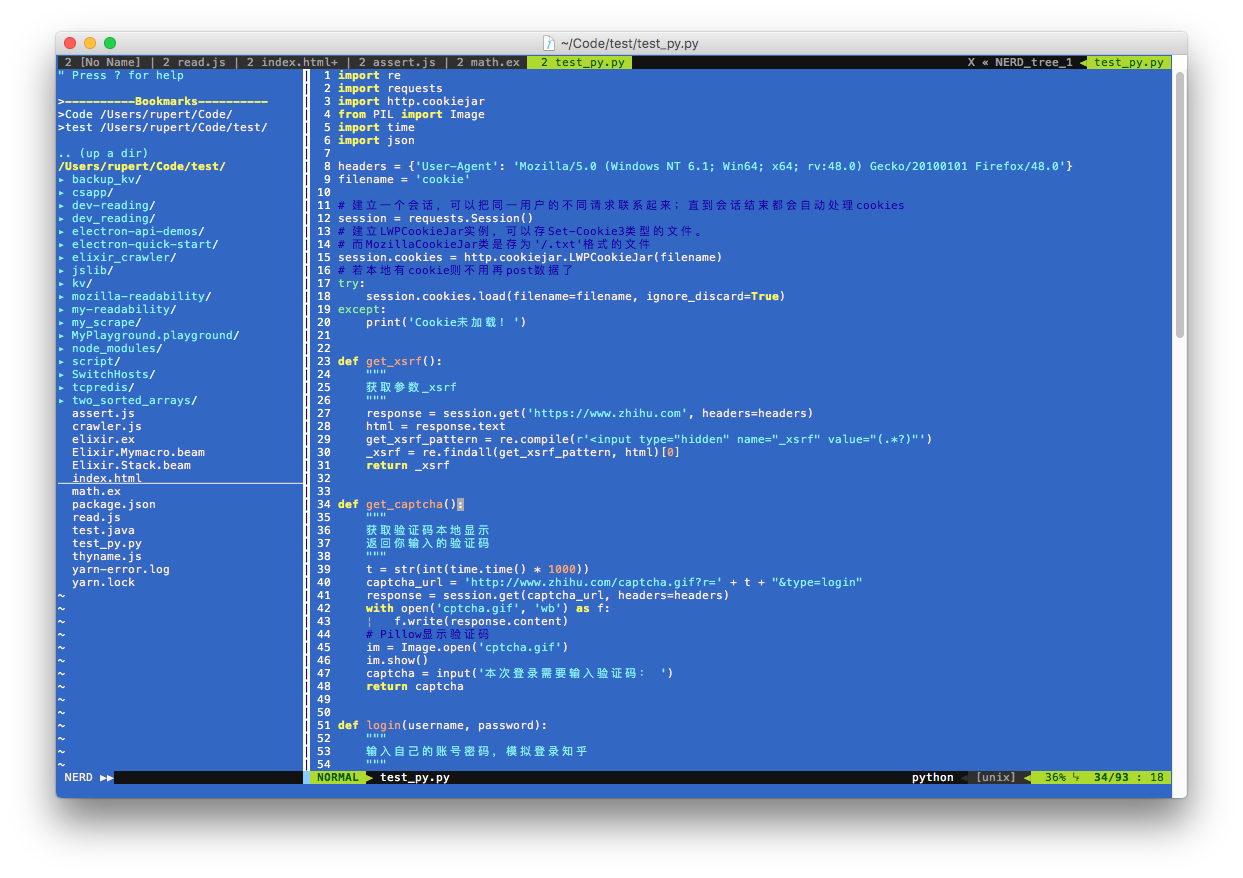 ~/Code/test/test_py.py
2 [No Name] | 2 read.js | 2 index.html+ | 2 assert.js | 2 math.ex 2 test_py.py X « NERD_tree_1 test_py.py
" Press ? for help
>----------Bookmarks----------
>Code /Users/rupert/Code/
>test /Users/rupert/Code/test/
.. (up a dir)
/Users/rupert/Code/test/
▸ backup_kv/
▸ csapp/
▸ dev-reading/
▸ dev_reading/
▸ electron-api-demos/
▸ electron-quick-start/
▸ elixir_crawler/
▸ jslib/
▸ kv/
▸ mozilla-readability/
▸ my-readability/
▸ my_scrape/
▸ MyPlayground.playground/
▸ node_modules/
▸ script/
▸ SwitchHosts/
▸ tcpredis/
▸ two_sorted_arrays/
assert.js
crawler.js
elixir.ex
Elixir.Mymacro.beam
Elixir.Stack.beam
index.html
math.ex
package.json
read.js
test.java
test_py.py
thyname.js
yarn-error.log
yarn.lock
~
~
~
~
~
~
~
~
~
~
~
~
~
~
1 import re
2 import requests
3 import http.cookiejar
4 from PIL import Image
5 import time
6 import json
7
8 headers = {'User-Agent': 'Mozilla/5.0 (Windows NT 6.1; Win64; x64; rv:48.0) Gecko/20100101 Firefox/48.0'}
9 filename = 'cookie'
10
11 # 建立一个会话，可以把同一用户的不同请求联系起来；直到会话结束都会自动处理cookies
12 session = requests.Session()
13 # 建立LWPCookieJar实例，可以存Set-Cookie3类型的文件。
14 # 而MozillaCookieJar类是存为'/.txt'格式的文件
15 session.cookies = http.cookiejar.LWPCookieJar(filename)
16 # 若本地有cookie则不用再post数据了
17 try:
18     session.cookies.load(filename=filename, ignore_discard=True)
19 except:
20     print('Cookie未加载！')
21
22
23 def get_xsrf():
24     """
25     获取参数_xsrf
26     """
27     response = session.get('https://www.zhihu.com', headers=headers)
28     html = response.text
29     get_xsrf_pattern = re.compile(r'<input type="hidden" name="_xsrf" value="(.*?)"')
30     _xsrf = re.findall(get_xsrf_pattern, html)[0]
31     return _xsrf
32
33
34 def get_captcha():
35     """
36     获取验证码本地显示
37     返回你输入的验证码
38     """
39     t = str(int(time.time() * 1000))
40     captcha_url = 'http://www.zhihu.com/captcha.gif?r=' + t + "&type=login"
41     response = session.get(captcha_url, headers=headers)
42     with open('cptcha.gif', 'wb') as f:
43     ¦   f.write(response.content)
44     # Pillow显示验证码
45     im = Image.open('cptcha.gif')
46     im.show()
47     captcha = input('本次登录需要输入验证码： ')
48     return captcha
49
50
51 def login(username, password):
52     """
53     输入自己的账号密码，模拟登录知乎
54     """
NERD ▶▶ NORMAL test_py.py python [unix] 36% 34/93 : 18